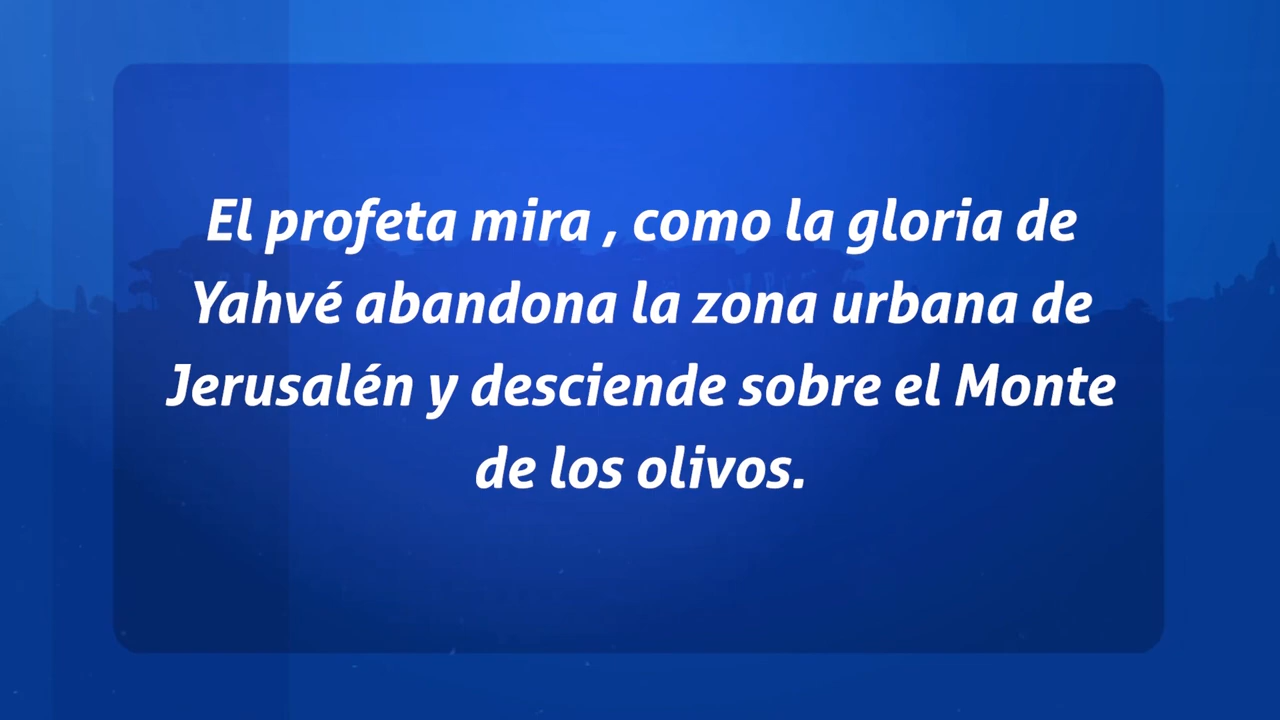 El profeta mira , como la gloria de
Yahvé abandona la zona urbana de
Jerusalén y desciende sobre el Monte
de los olivos.